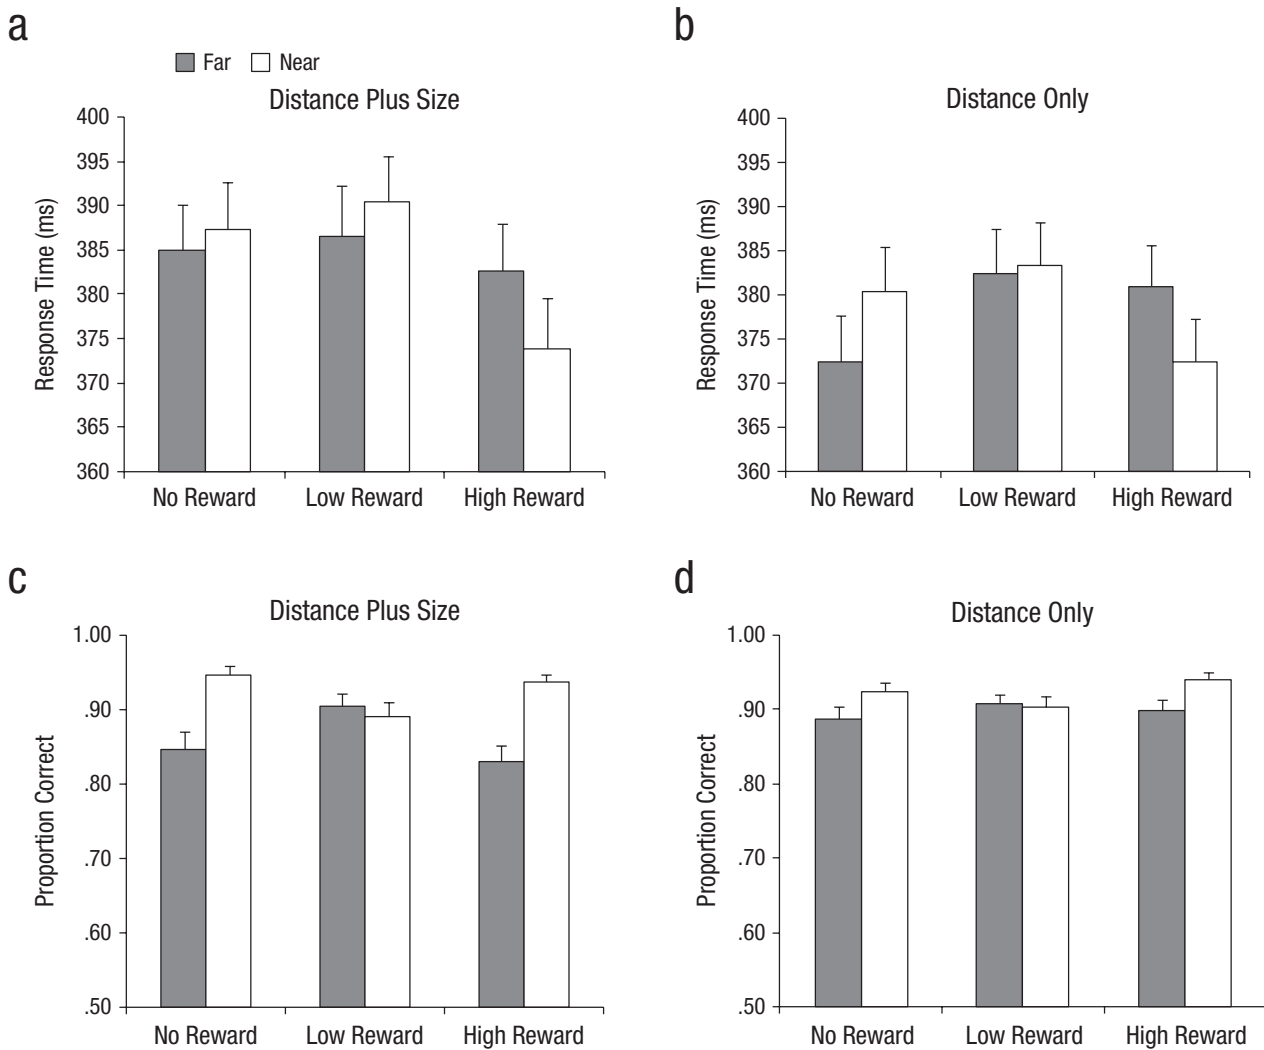 a
Far Near
Distance Plus Size
400
395
390
385
380
375
370
365
360
Response Time (ms)
No Reward Low Reward High Reward
b
Distance Only
400
395
390
385
380
375
370
365
360
Response Time (ms)
No Reward Low Reward High Reward
c
Distance Plus Size
1.00
.90
.80
.70
.60
.50
Proportion Correct
No Reward Low Reward High Reward
d
Distance Only
1.00
.90
.80
.70
.60
.50
Proportion Correct
No Reward Low Reward High Reward